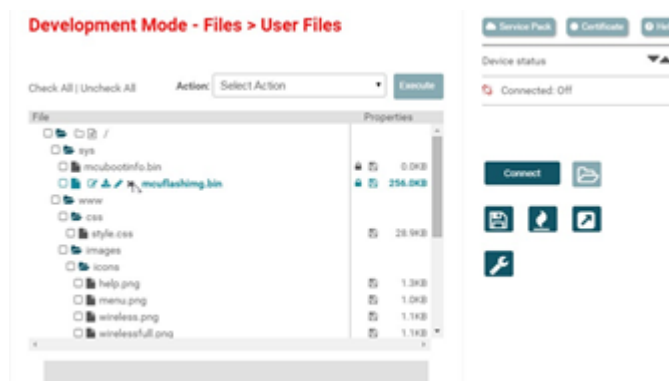 Development Mode - Files > User Files
Service Pack
Certificate
Device status
Check All | Uncheck All Action: Select Action Execute
Connected: Off
File Properties
/
sys
mcubootinfo.bin 0.0KB
mcuflashimg.bin 256.0KB
www
css
style.css 28.9KB
images
icons
help.png 1.3KB
menu.png 1.0KB
wireless.png 1.1KB
wirelessfull.png 1.1KB
Connect